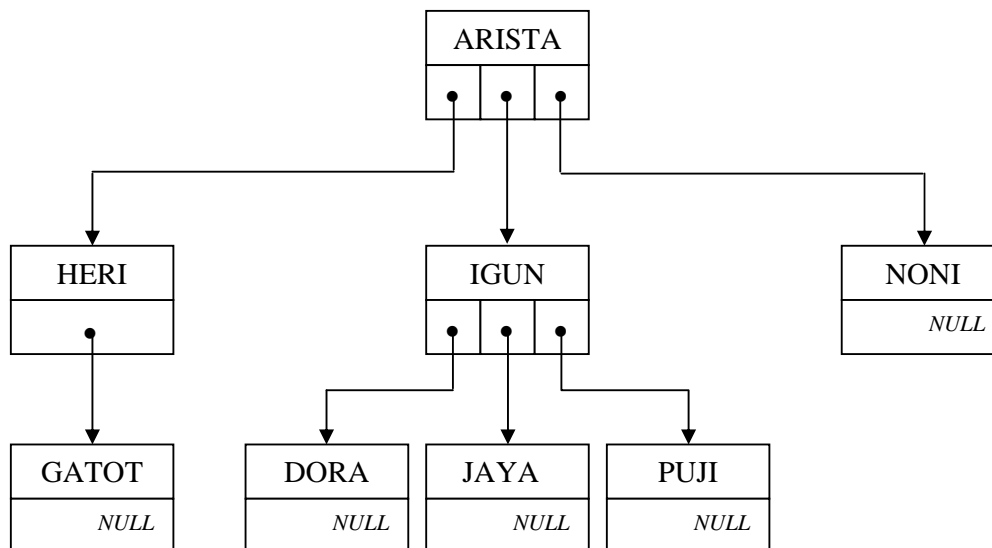 ARISTA
HERI
IGUN
NONI
NULL
GATOT
DORA
JAYA
PUJI
NULL
NULL
NULL
NULL